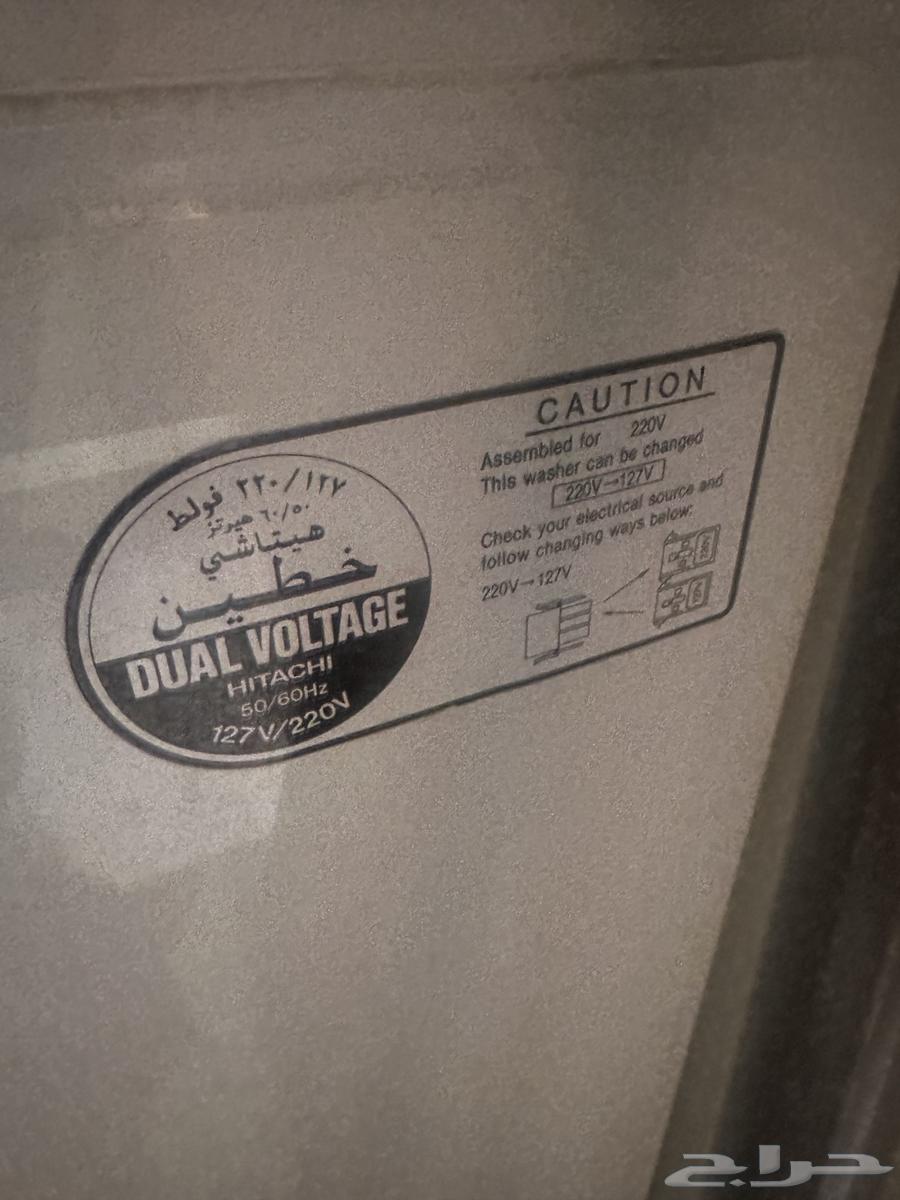 ١٢٧/٢٢٠ فولط
٥٠/٦٠ هيرتز
هيتاشي
خطين
DUAL VOLTAGE
HITACHI
50/60Hz
127V/220V
CAUTION
Assembled for 220V
This washer can be changed
220V→127V
Check your electrical source and
follow changing ways below:
220V→127V
220V
حراج